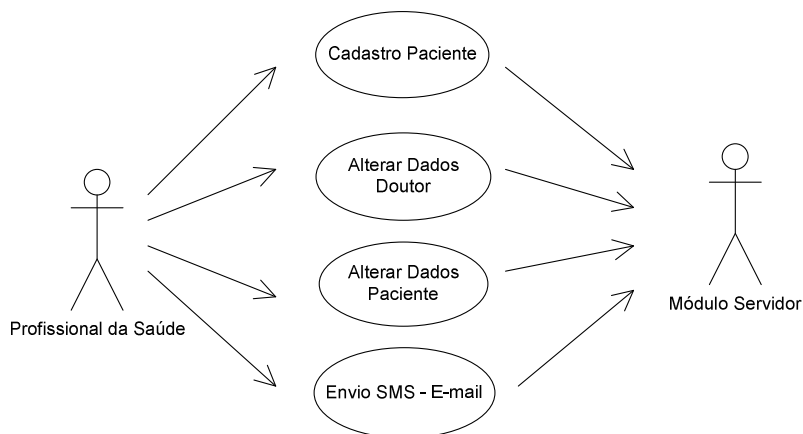 Cadastro Paciente
Alterar Dados
Doutor
Alterar Dados
Paciente
Envio SMS - E-mail
Profissional da Saúde
Módulo Servidor